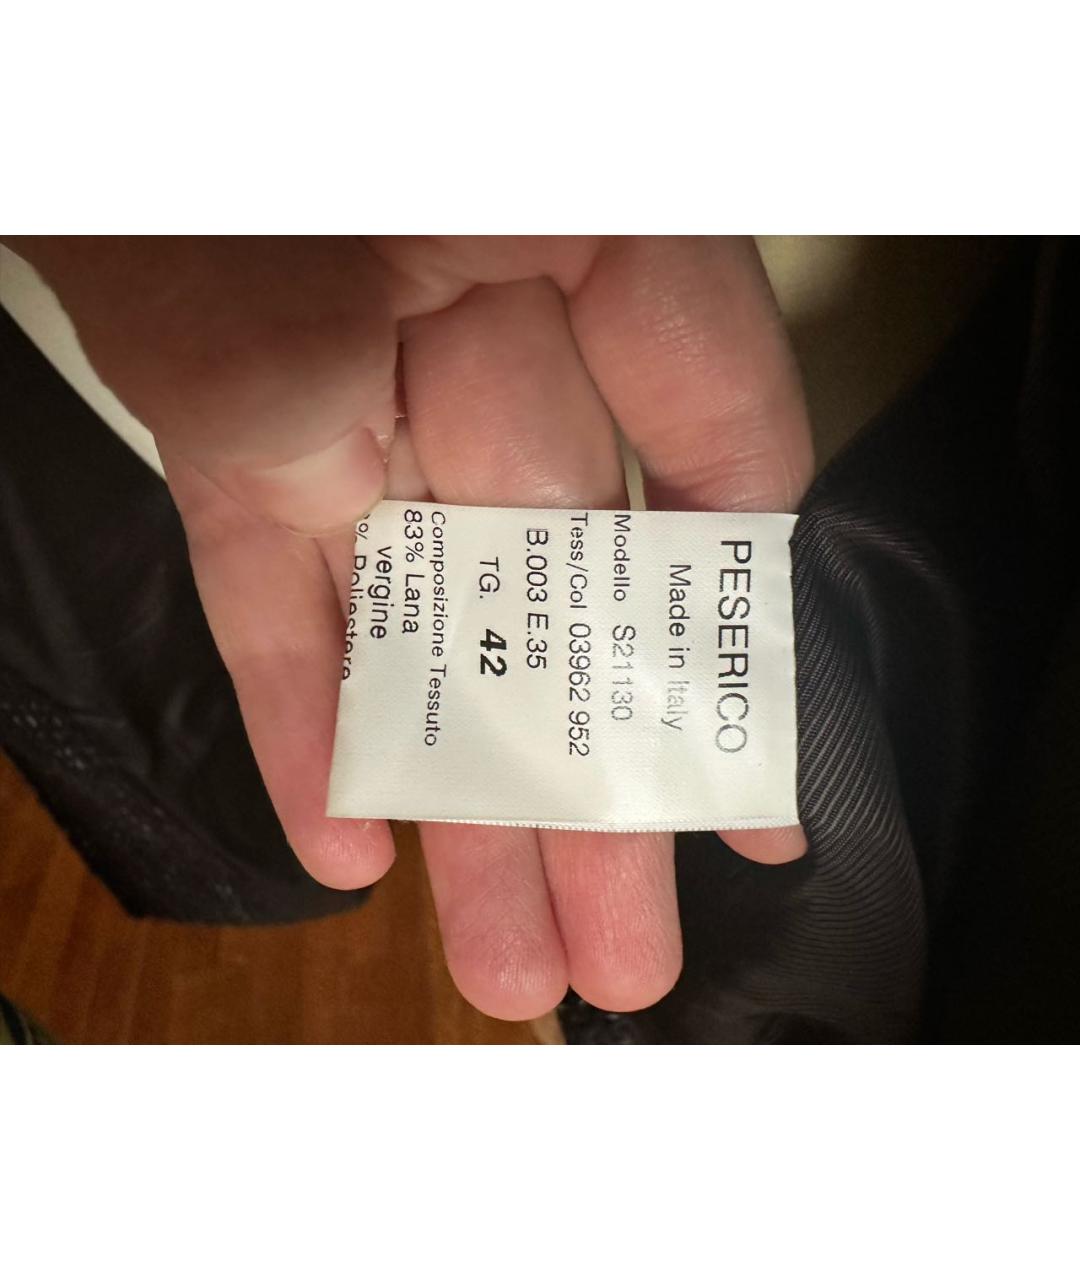 PESERICO
Made in Italy
Modello S21130
Tess/Col 03962 952
B.003 E.35
TG. 42
Composizione Tessuto
83% Lana
vergine
% Poliestere